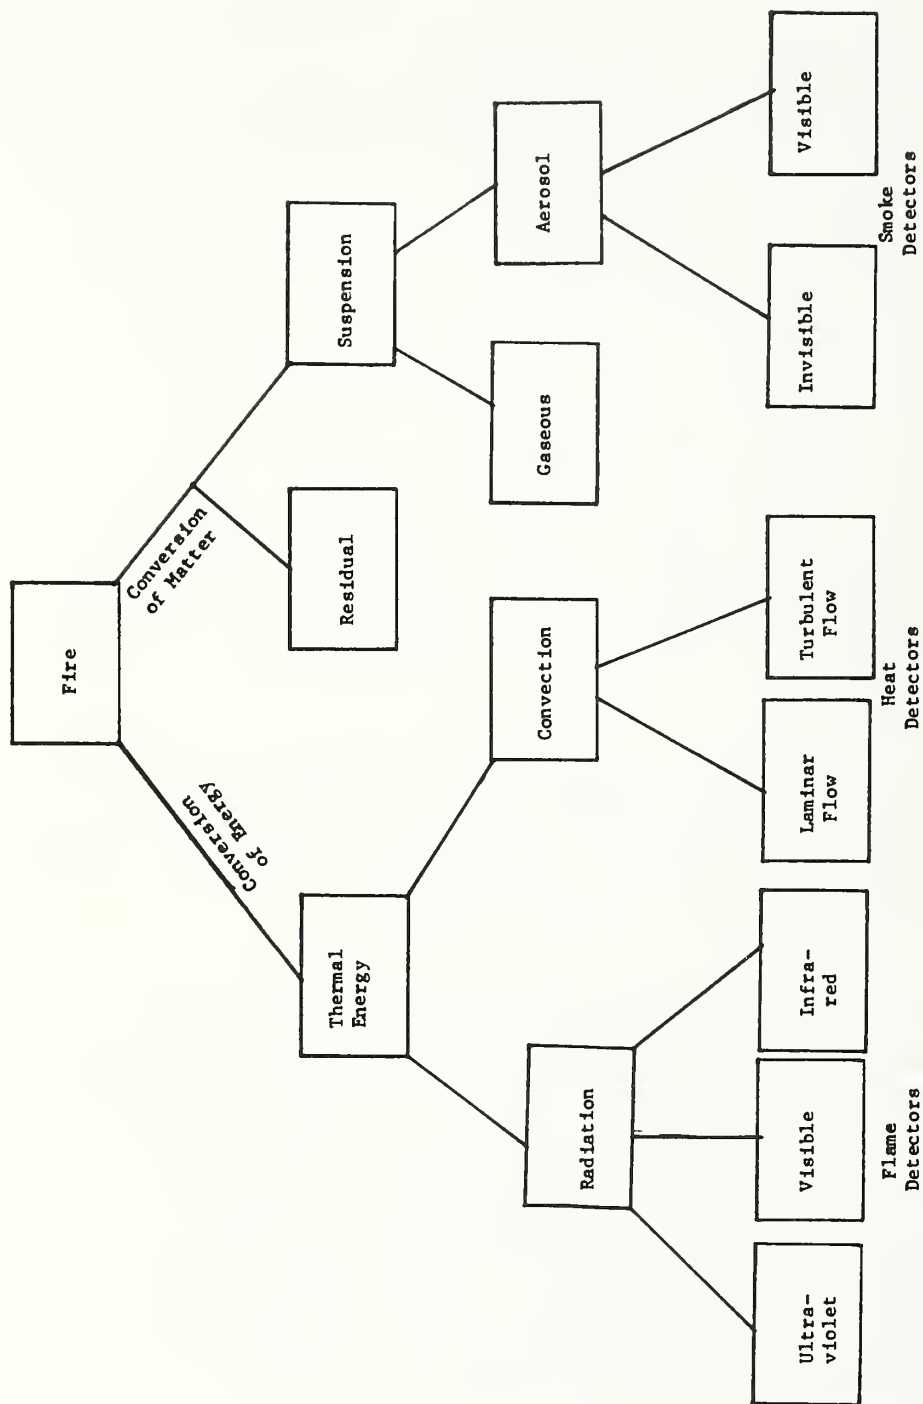 Fire
Conversion
of Energy
Conversion
of Matter
Thermal
Energy
Residual
Suspension
Radiation
Convection
Gaseous
Aerosol
Ultra-
violet
Visible
Infra-
red
Laminar
Flow
Turbulent
Flow
Invisible
Visible
Flame
Detectors
Heat
Detectors
Smoke
Detectors